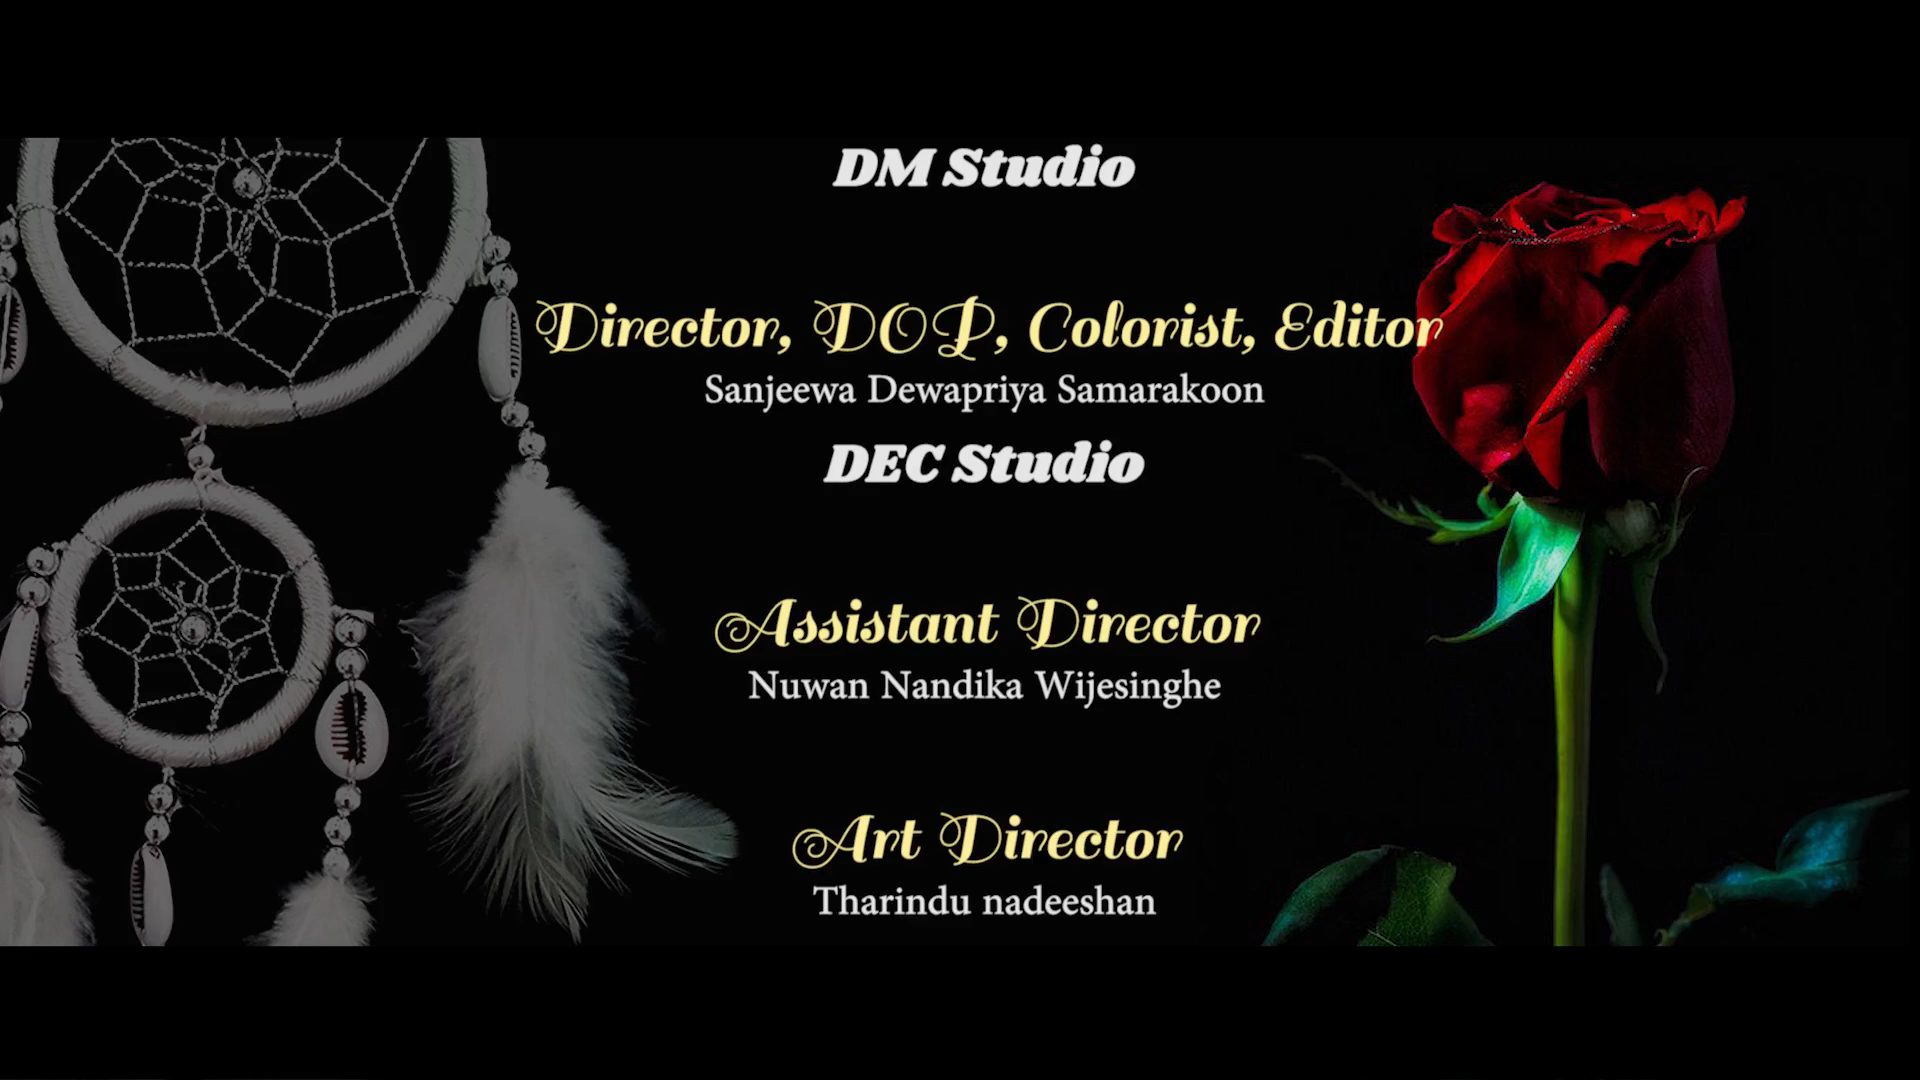 DM Studio
Director, DOP, Colorist, Editor
Sanjeewa Dewapriya Samarakoon
DEC Studio
Assistant Director
Nuwan Nandika Wijesinghe
Art Director
Tharindu nadeeshan